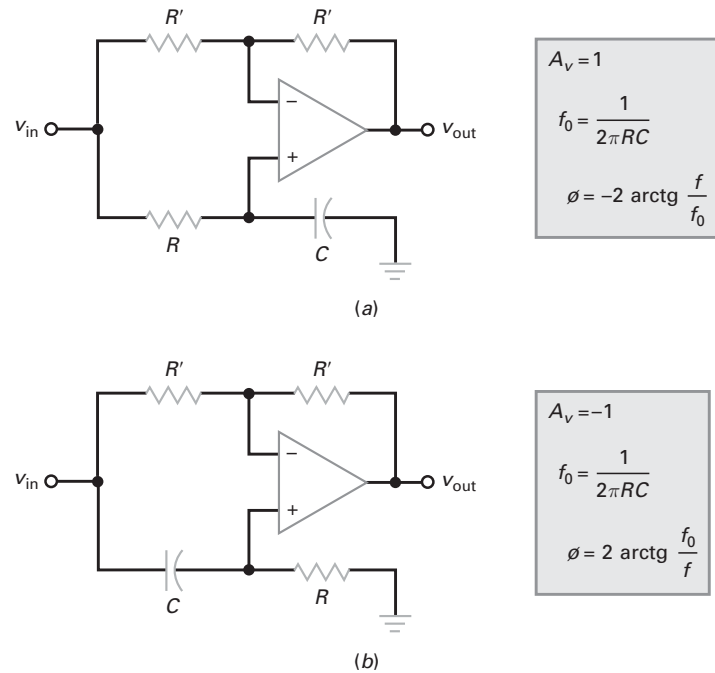 R' R'
A_v = 1
−
f_0 = 1 / 2πRC
v_in
v_out
+
ø = −2 arctg f / f_0
R C
(a)
R' R'
A_v = −1
−
f_0 = 1 / 2πRC
v_in
v_out
+
ø = 2 arctg f_0 / f
C R
(b)